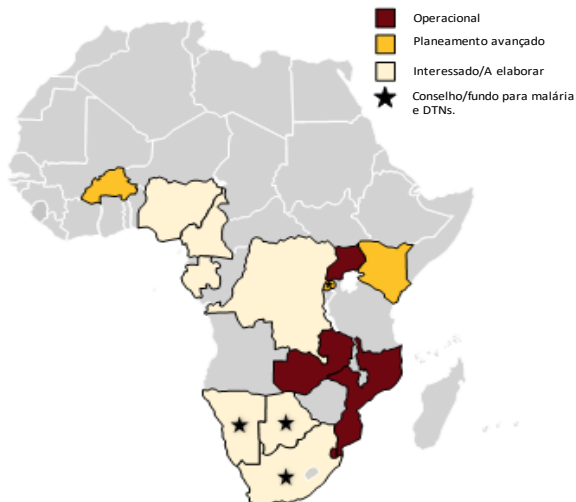 Operacional
Planeamento avançado
Interessado/A elaborar
Conselho/fundo para malária
e DTNs.